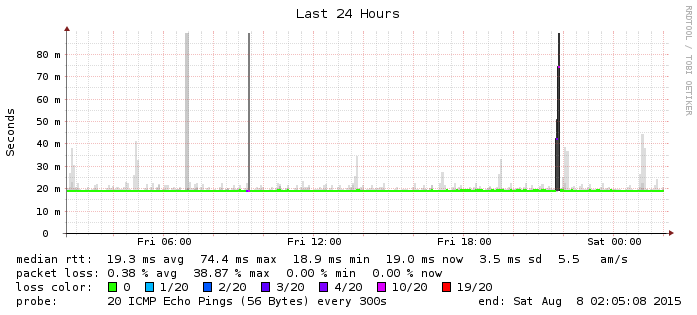 Last 24 Hours
RRDTOOL / TOBI OETIKER
Seconds
80 m
70 m
60 m
50 m
40 m
30 m
20 m
10 m
0
Fri 06:00 Fri 12:00 Fri 18:00 Sat 00:00
median rtt: 19.3 ms avg 74.4 ms max 18.9 ms min 19.0 ms now 3.5 ms sd 5.5 am/s
packet loss: 0.38 % avg 38.87 % max 0.00 % min 0.00 % now
loss color: 0 1/20 2/20 3/20 4/20 10/20 19/20
probe: 20 ICMP Echo Pings (56 Bytes) every 300s end: Sat Aug 8 02:05:08 2015